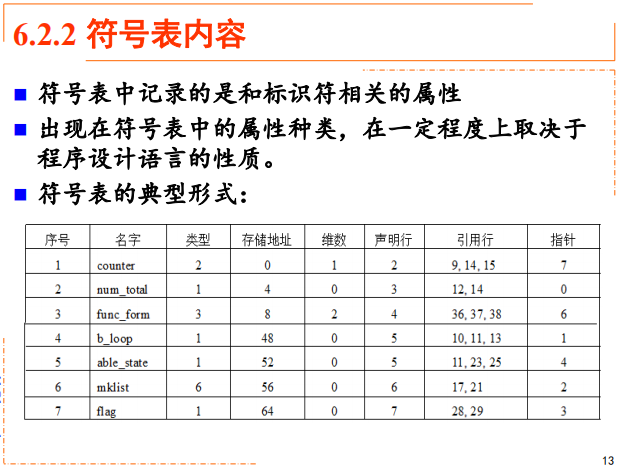 6.2.2 符号表内容
■ 符号表中记录的是和标识符相关的属性
■ 出现在符号表中的属性种类，在一定程度上取决于
程序设计语言的性质。
■ 符号表的典型形式：
序号 名字 类型 存储地址 维数 声明行 引用行 指针
1 counter 2 0 1 2 9, 14, 15 7
2 num_total 1 4 0 3 12, 14 0
3 func_form 3 8 2 4 36, 37, 38 6
4 b_loop 1 48 0 5 10, 11, 13 1
5 able_state 1 52 0 5 11, 23, 25 4
6 mklist 6 56 0 6 17, 21 2
7 flag 1 64 0 7 28, 29 3
13